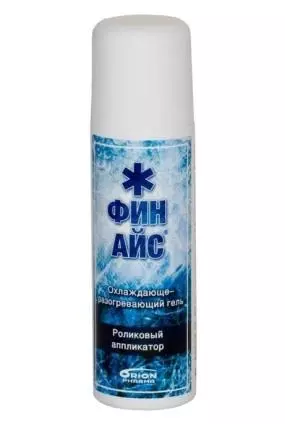 ФИН
АЙС®
Охлаждающе–
разогревающий гель
Роликовый
аппликатор
ORION
PHARMA